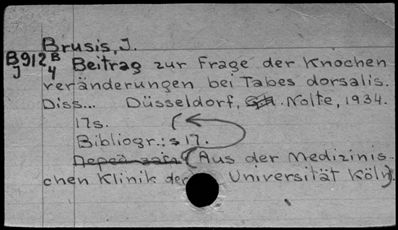 Brusis, J.
B912 B Beitrag zur Frage der Knochen
J 4 veränderungen bei Tabes dorsalis.
Diss... Düsseldorf, Nolte, 1934.
17s.
Bibliogr.: s 17.
(Aus der Medizinis-
chen Klinik der Universität Köln).